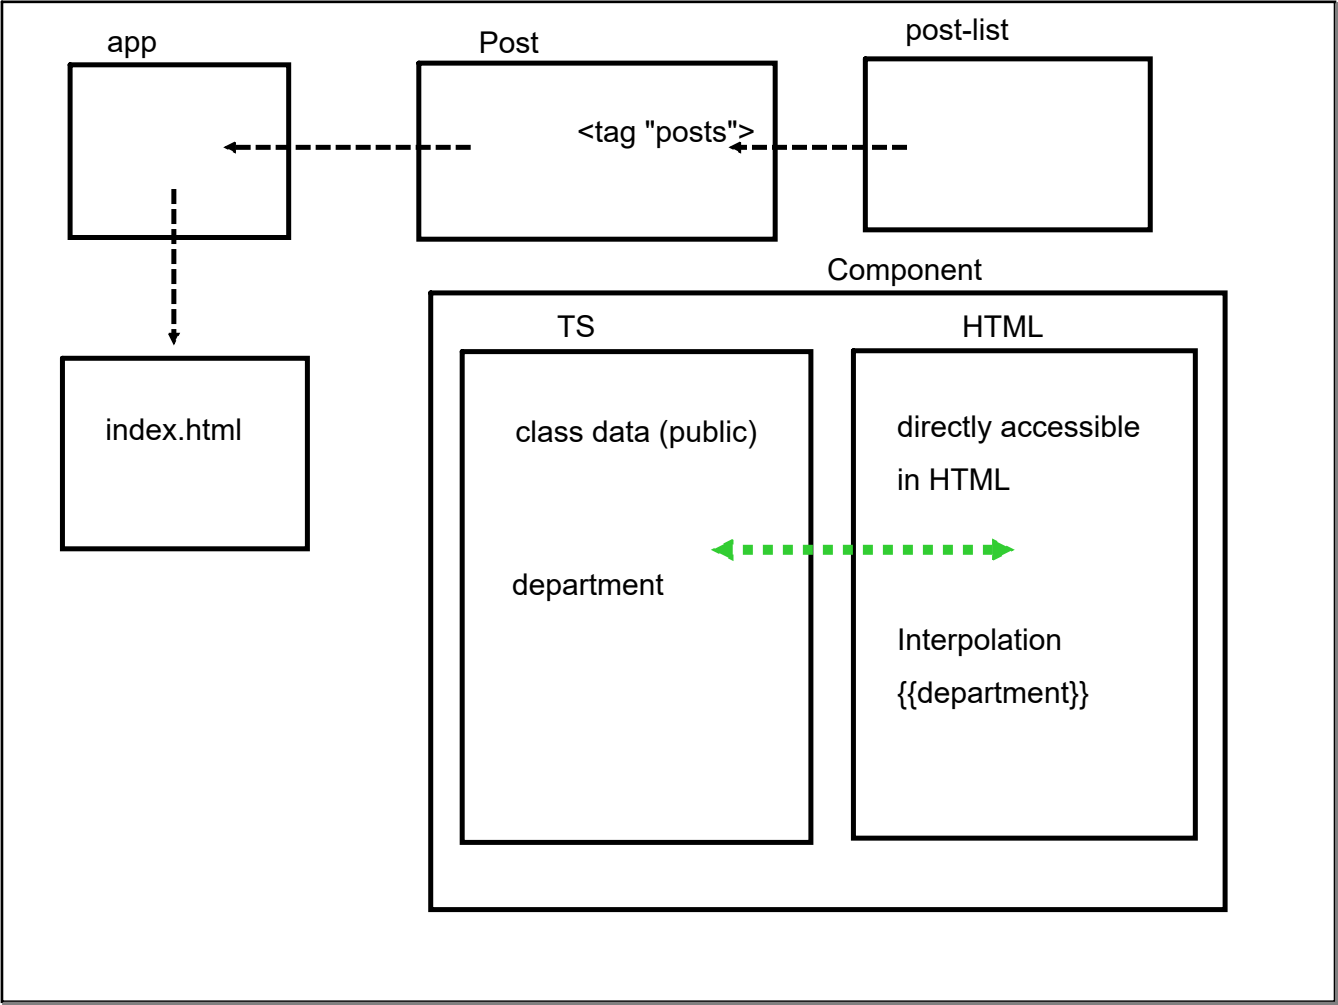 app
Post
post-list
<tag "posts">
Component
TS
HTML
index.html
class data (public)
department
directly accessible
in HTML
Interpolation
{{department}}